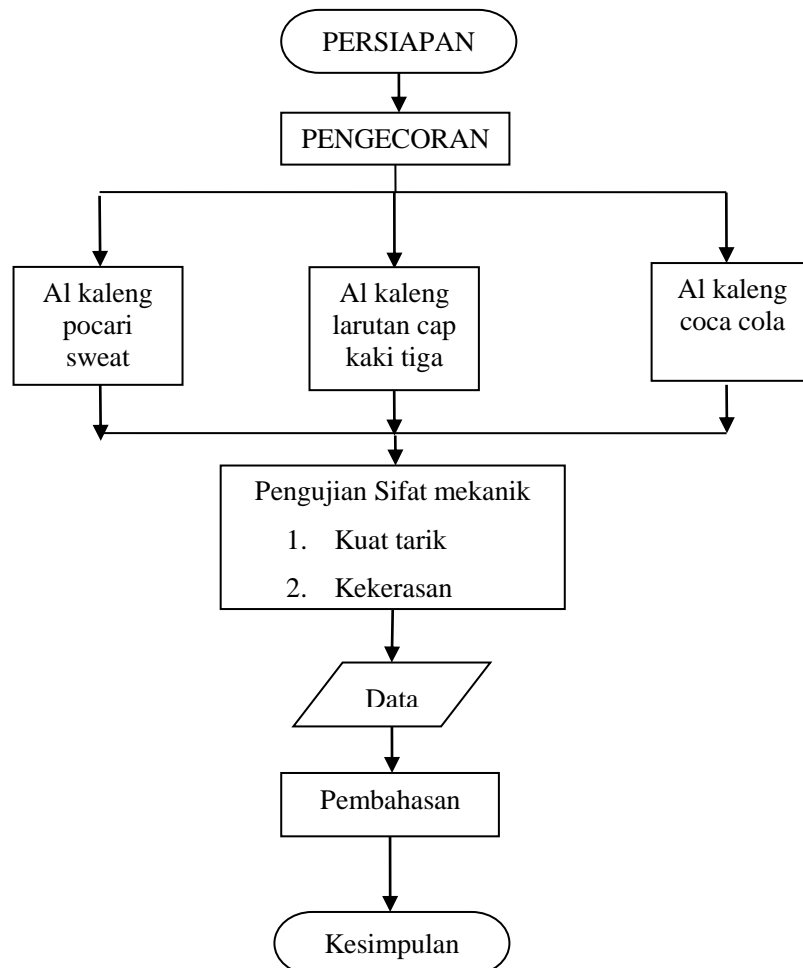 PERSIAPAN
PENGECORAN
Al kaleng
pocari
sweat
Al kaleng
larutan cap
kaki tiga
Al kaleng
coca cola
Pengujian Sifat mekanik
1. Kuat tarik
2. Kekerasan
Data
Pembahasan
Kesimpulan